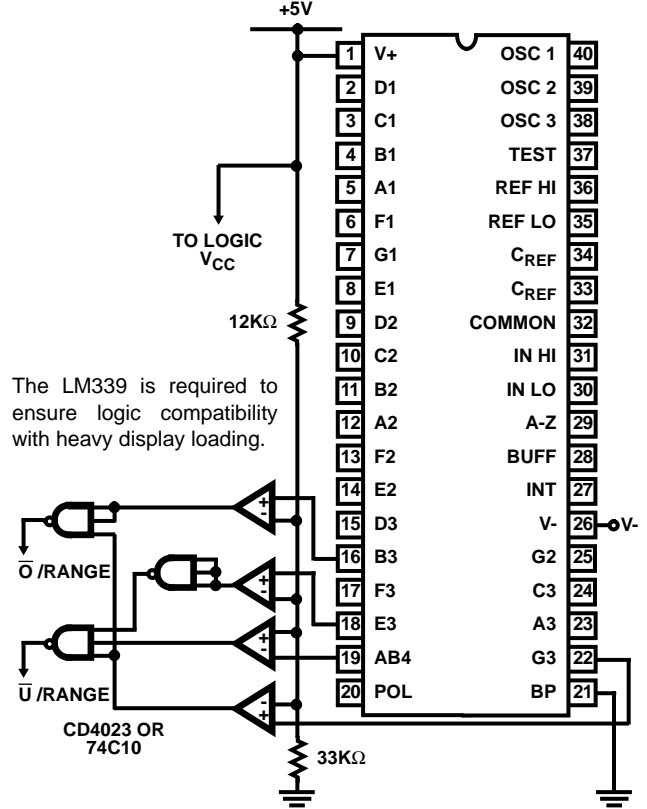 +5V
1 V+ OSC 1 40
2 D1 OSC 2 39
3 C1 OSC 3 38
4 B1 TEST 37
5 A1 REF HI 36
6 F1 REF LO 35
7 G1 CREF 34
8 E1 CREF 33
9 D2 COMMON 32
10 C2 IN HI 31
11 B2 IN LO 30
12 A2 A-Z 29
13 F2 BUFF 28
14 E2 INT 27
15 D3 V- 26 V-
16 B3 G2 25
17 F3 C3 24
18 E3 A3 23
19 AB4 G3 22
20 POL BP 21
TO LOGIC
VCC
12KΩ
The LM339 is required to
ensure logic compatibility
with heavy display loading.
+
-
+
-
-
+
-
+
O̅ /RANGE
U̅ /RANGE
CD4023 OR
74C10
33KΩ